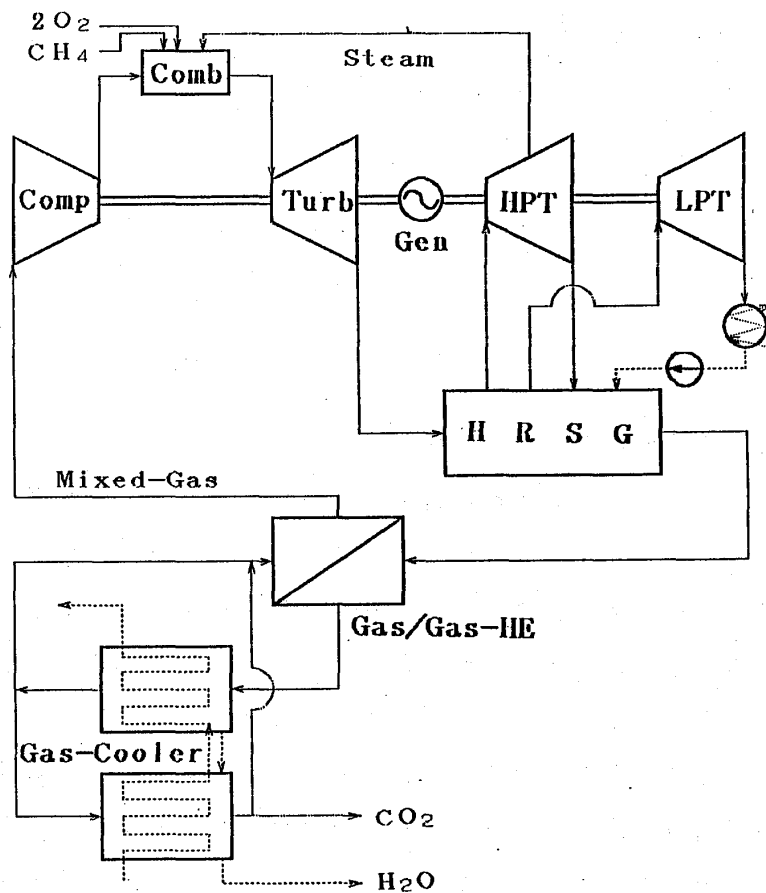 2O₂
CH₄
Comb
Steam
Comp
Turb
Gen
HPT
LPT
H R S G
Mixed-Gas
Gas/Gas-HE
Gas-Cooler
CO₂
H₂O